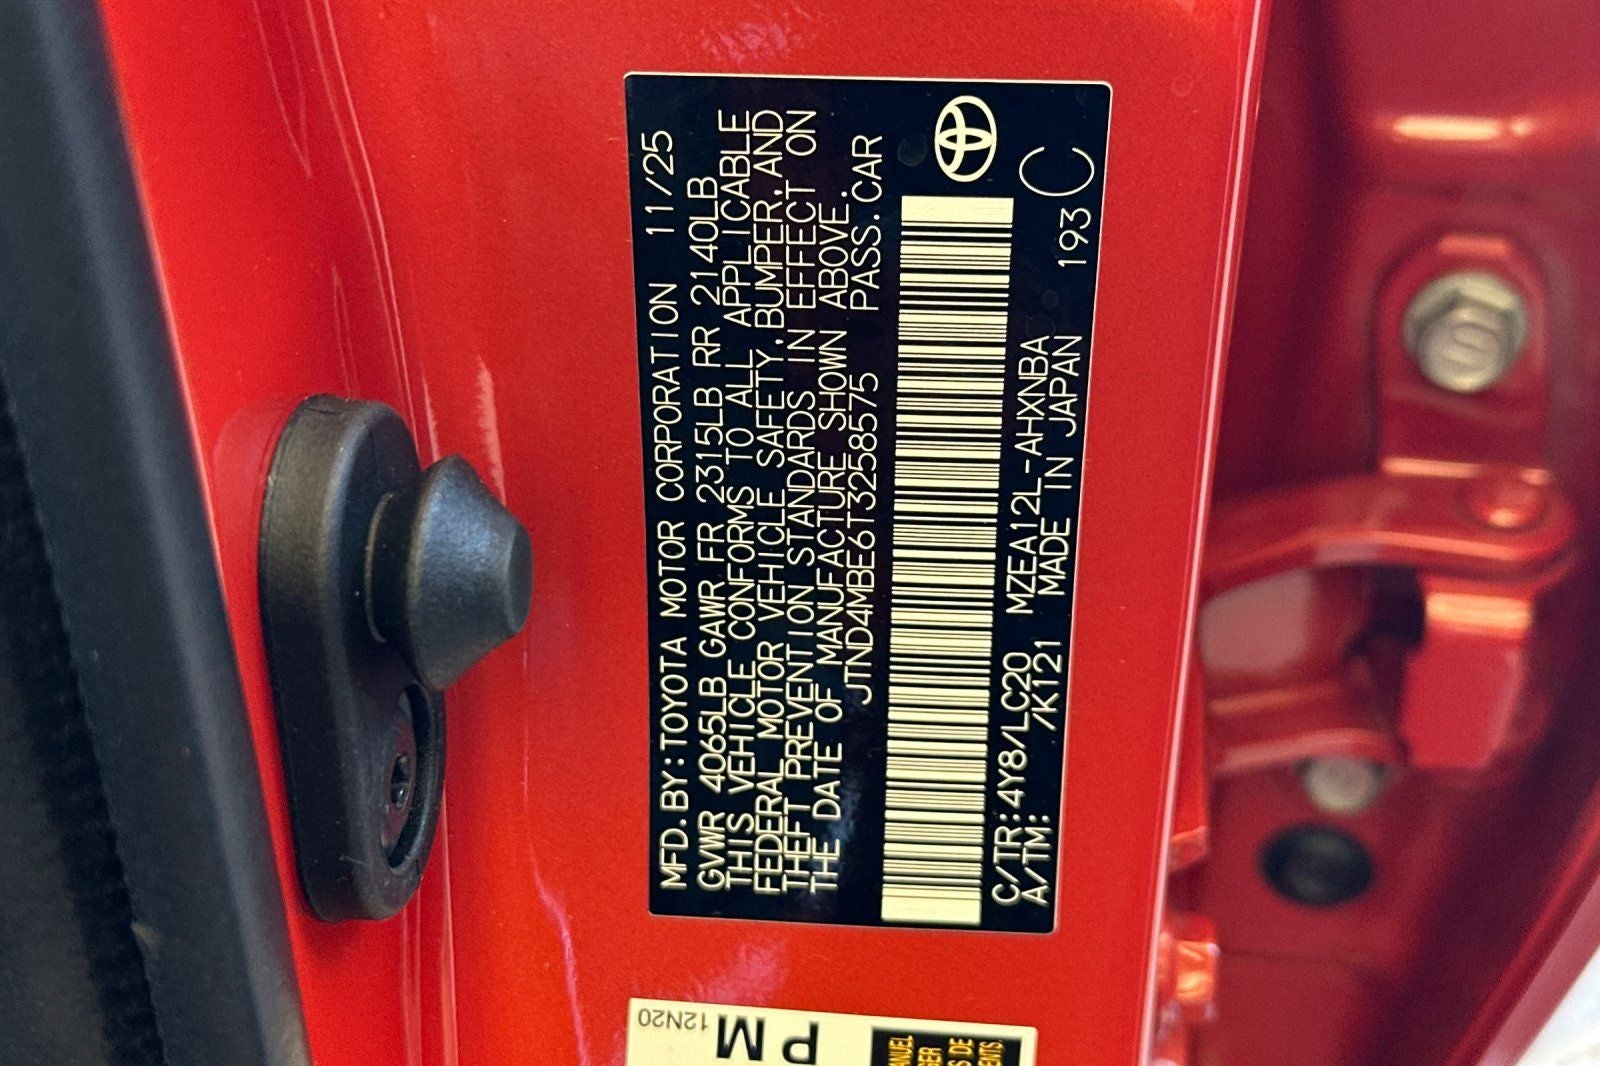 MFD.BY:TOYOTA MOTOR CORPORATION 11/25
GVWR 4065LB GAWR FR 2315LB RR 2140LB
THIS VEHICLE CONFORMS TO ALL APPLICABLE
FEDERAL MOTOR VEHICLE SAFETY,BUMPER,AND
THEFT PREVENTION STANDARDS IN EFFECT ON
THE DATE OF MANUFACTURE SHOWN ABOVE.
JTND4MBE6T3258575 PASS.CAR
C/TR:4Y8/LC20 MZEA12L-AHXNBA
A/TM: /K121 MADE IN JAPAN 193 C
12N20
PM